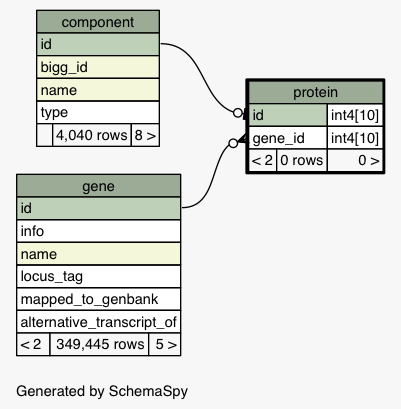 component
id
bigg_id
name
type
4,040 rows 8 >
protein
id int4[10]
gene_id int4[10]
< 2 0 rows 0 >
gene
id
info
name
locus_tag
mapped_to_genbank
alternative_transcript_of
< 2 349,445 rows 5 >
Generated by SchemaSpy